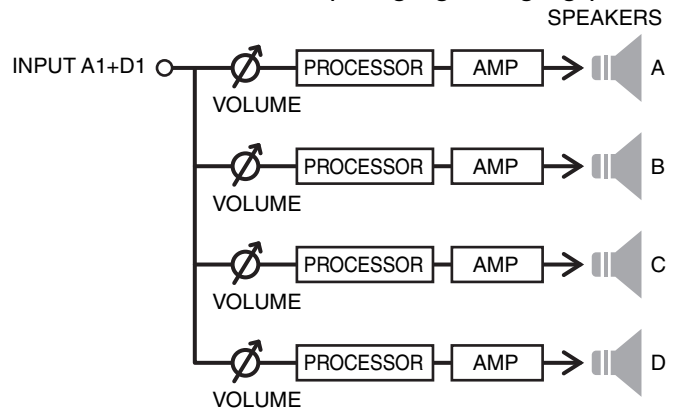 SPEAKERS
INPUT A1+D1 PROCESSOR AMP A
VOLUME
PROCESSOR AMP B
VOLUME
PROCESSOR AMP C
VOLUME
PROCESSOR AMP D
VOLUME